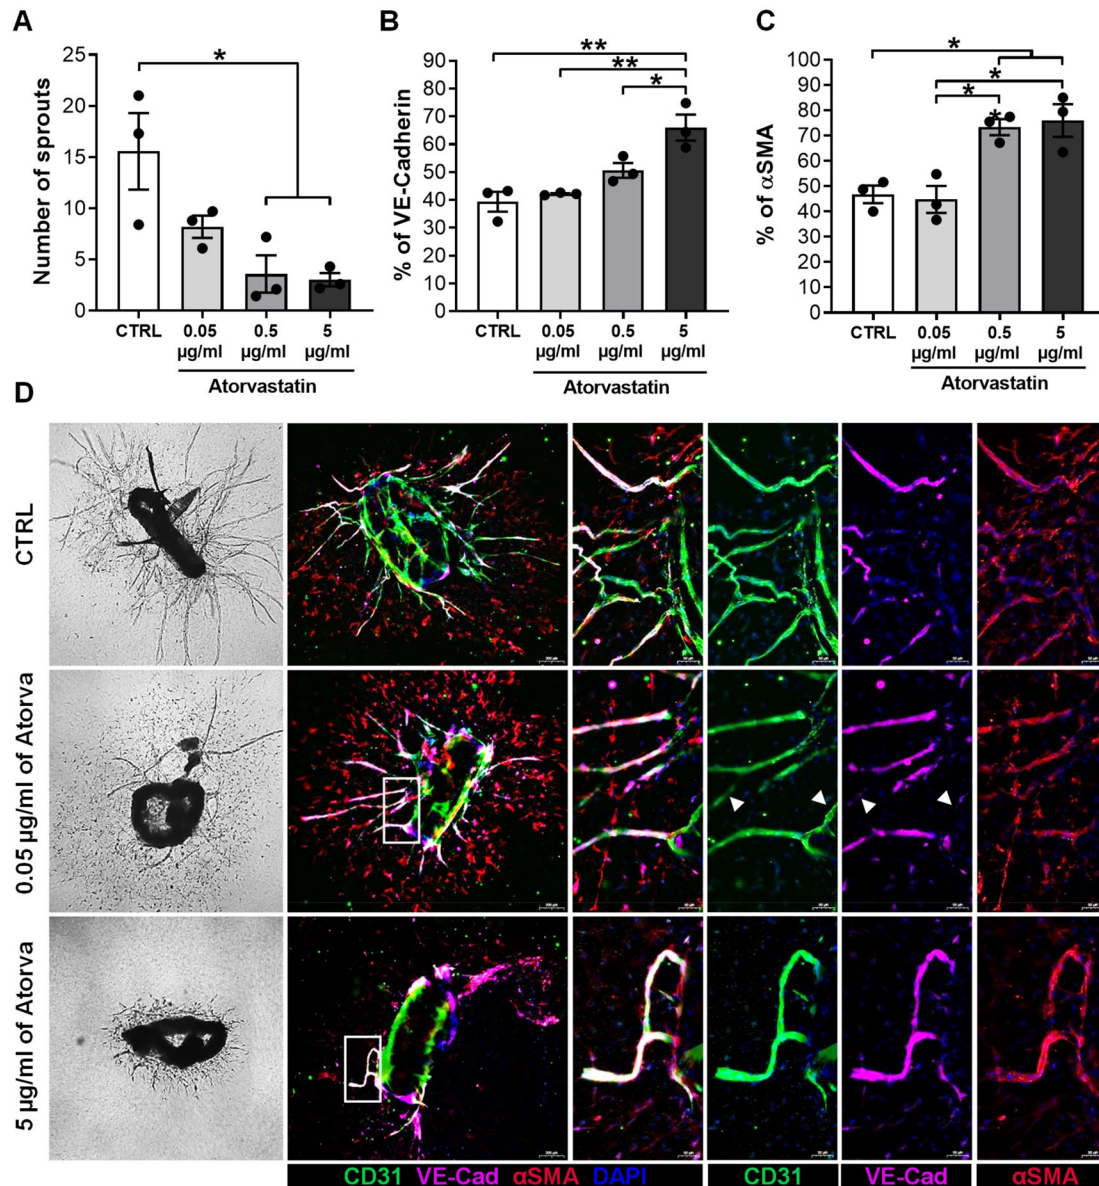 A
Number of sprouts
25
20
15
10
5
0
*
CTRL
0.05
µg/ml
0.5
µg/ml
5
µg/ml
Atorvastatin
B
% of VE-Cadherin
90
80
70
60
50
40
30
20
10
0
**
**
*
CTRL
0.05
µg/ml
0.5
µg/ml
5
µg/ml
Atorvastatin
C
% of αSMA
100
90
80
70
60
50
40
30
20
10
0
*
*
*
*
CTRL
0.05
µg/ml
0.5
µg/ml
5
µg/ml
Atorvastatin
D
CTRL
0.05 µg/ml of Atorva
5 µg/ml of Atorva
CD31 VE-Cad αSMA DAPI
CD31
VE-Cad
αSMA